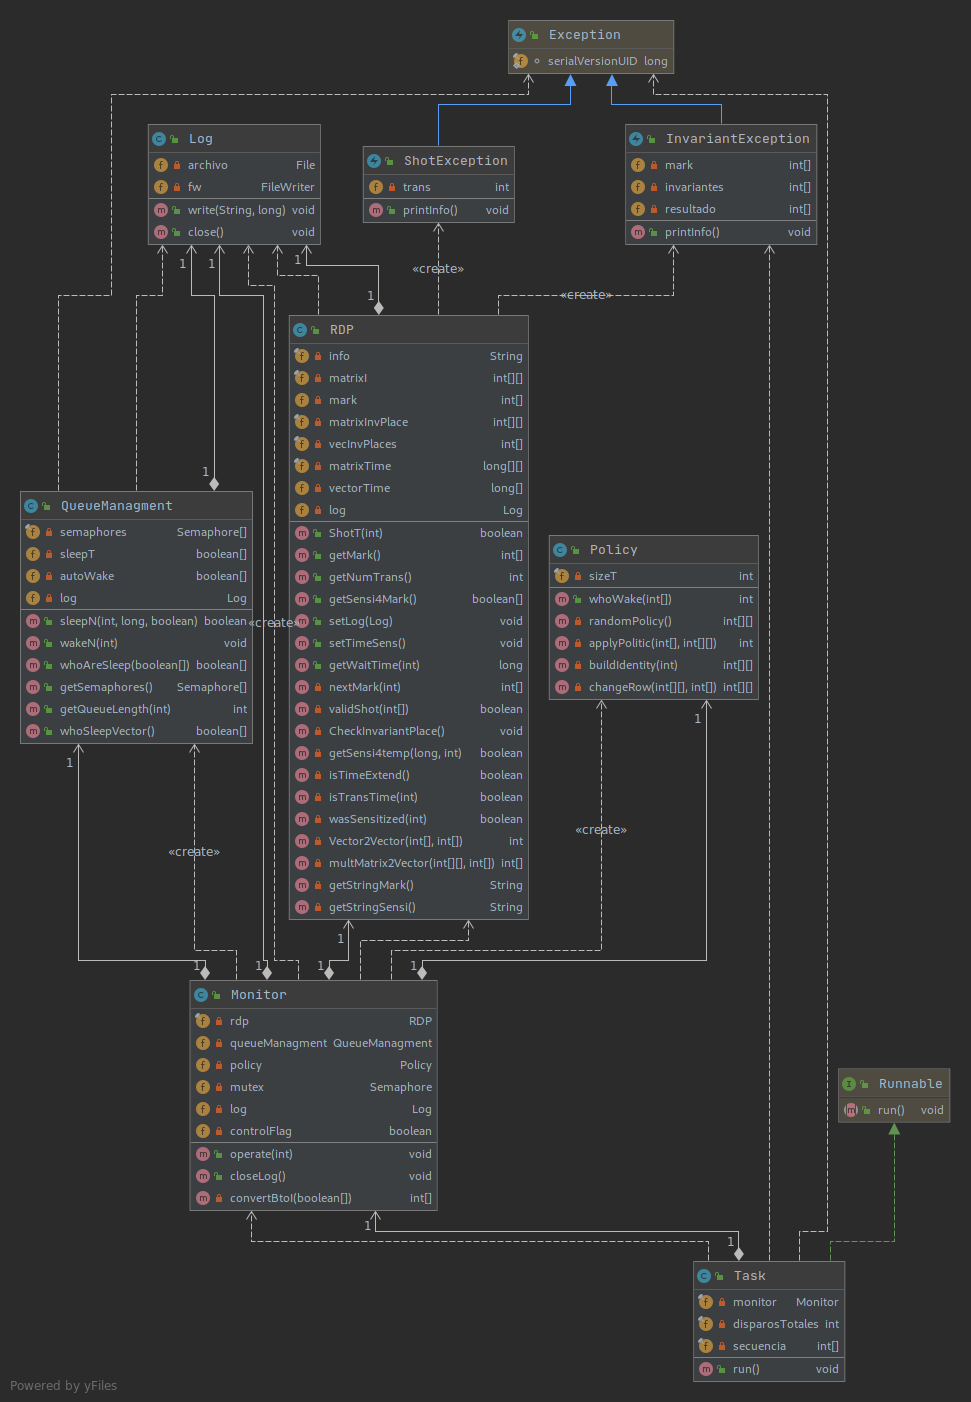 Exception
serialVersionUID long
Log
archivo File
fw FileWriter
write(String, long) void
close() void
ShotException
trans int
printInfo() void
InvariantException
mark int[]
invariantes int[]
resultado int[]
printInfo() void
1
1
1
«create»
1
«create»
RDP
info String
matrixI int[][]
mark int[]
matrixInvPlace int[][]
vecInvPlaces int[]
matrixTime long[][]
vectorTime long[]
log Log
ShotT(int) boolean
getMark() int[]
getNumTrans() int
getSensi4Mark() boolean[]
setLog(Log) void
setTimeSens() void
getWaitTime(int) long
nextMark(int) int[]
validShot(int[]) boolean
CheckInvariantPlace() void
getSensi4temp(long, int) boolean
isTimeExtend() boolean
isTransTime(int) boolean
wasSensitized(int) boolean
Vector2Vector(int[], int[]) int
multMatrix2Vector(int[][], int[]) int[]
getStringMark() String
getStringSensi() String
1
QueueManagment
semaphores Semaphore[]
sleepT boolean[]
autoWake boolean[]
log Log
sleepN(int, long, boolean) boolean
wakeN(int) void
whoAreSleep(boolean[]) boolean[]
getSemaphores() Semaphore[]
getQueueLength(int) int
whoSleepVector() boolean[]
«create»
Policy
sizeT int
whoWake(int[]) int
randomPolicy() int[][]
applyPolitic(int[], int[][]) int
buildIdentity(int) int[][]
changeRow(int[][], int[]) int[][]
1
1
«create»
«create»
1
1
1
1
1
Monitor
rdp RDP
queueManagment QueueManagment
policy Policy
mutex Semaphore
log Log
controlFlag boolean
operate(int) void
closeLog() void
convertBtoI(boolean[]) int[]
Runnable
run() void
1
1
Task
monitor Monitor
disparosTotales int
secuencia int[]
run() void
Powered by yFiles